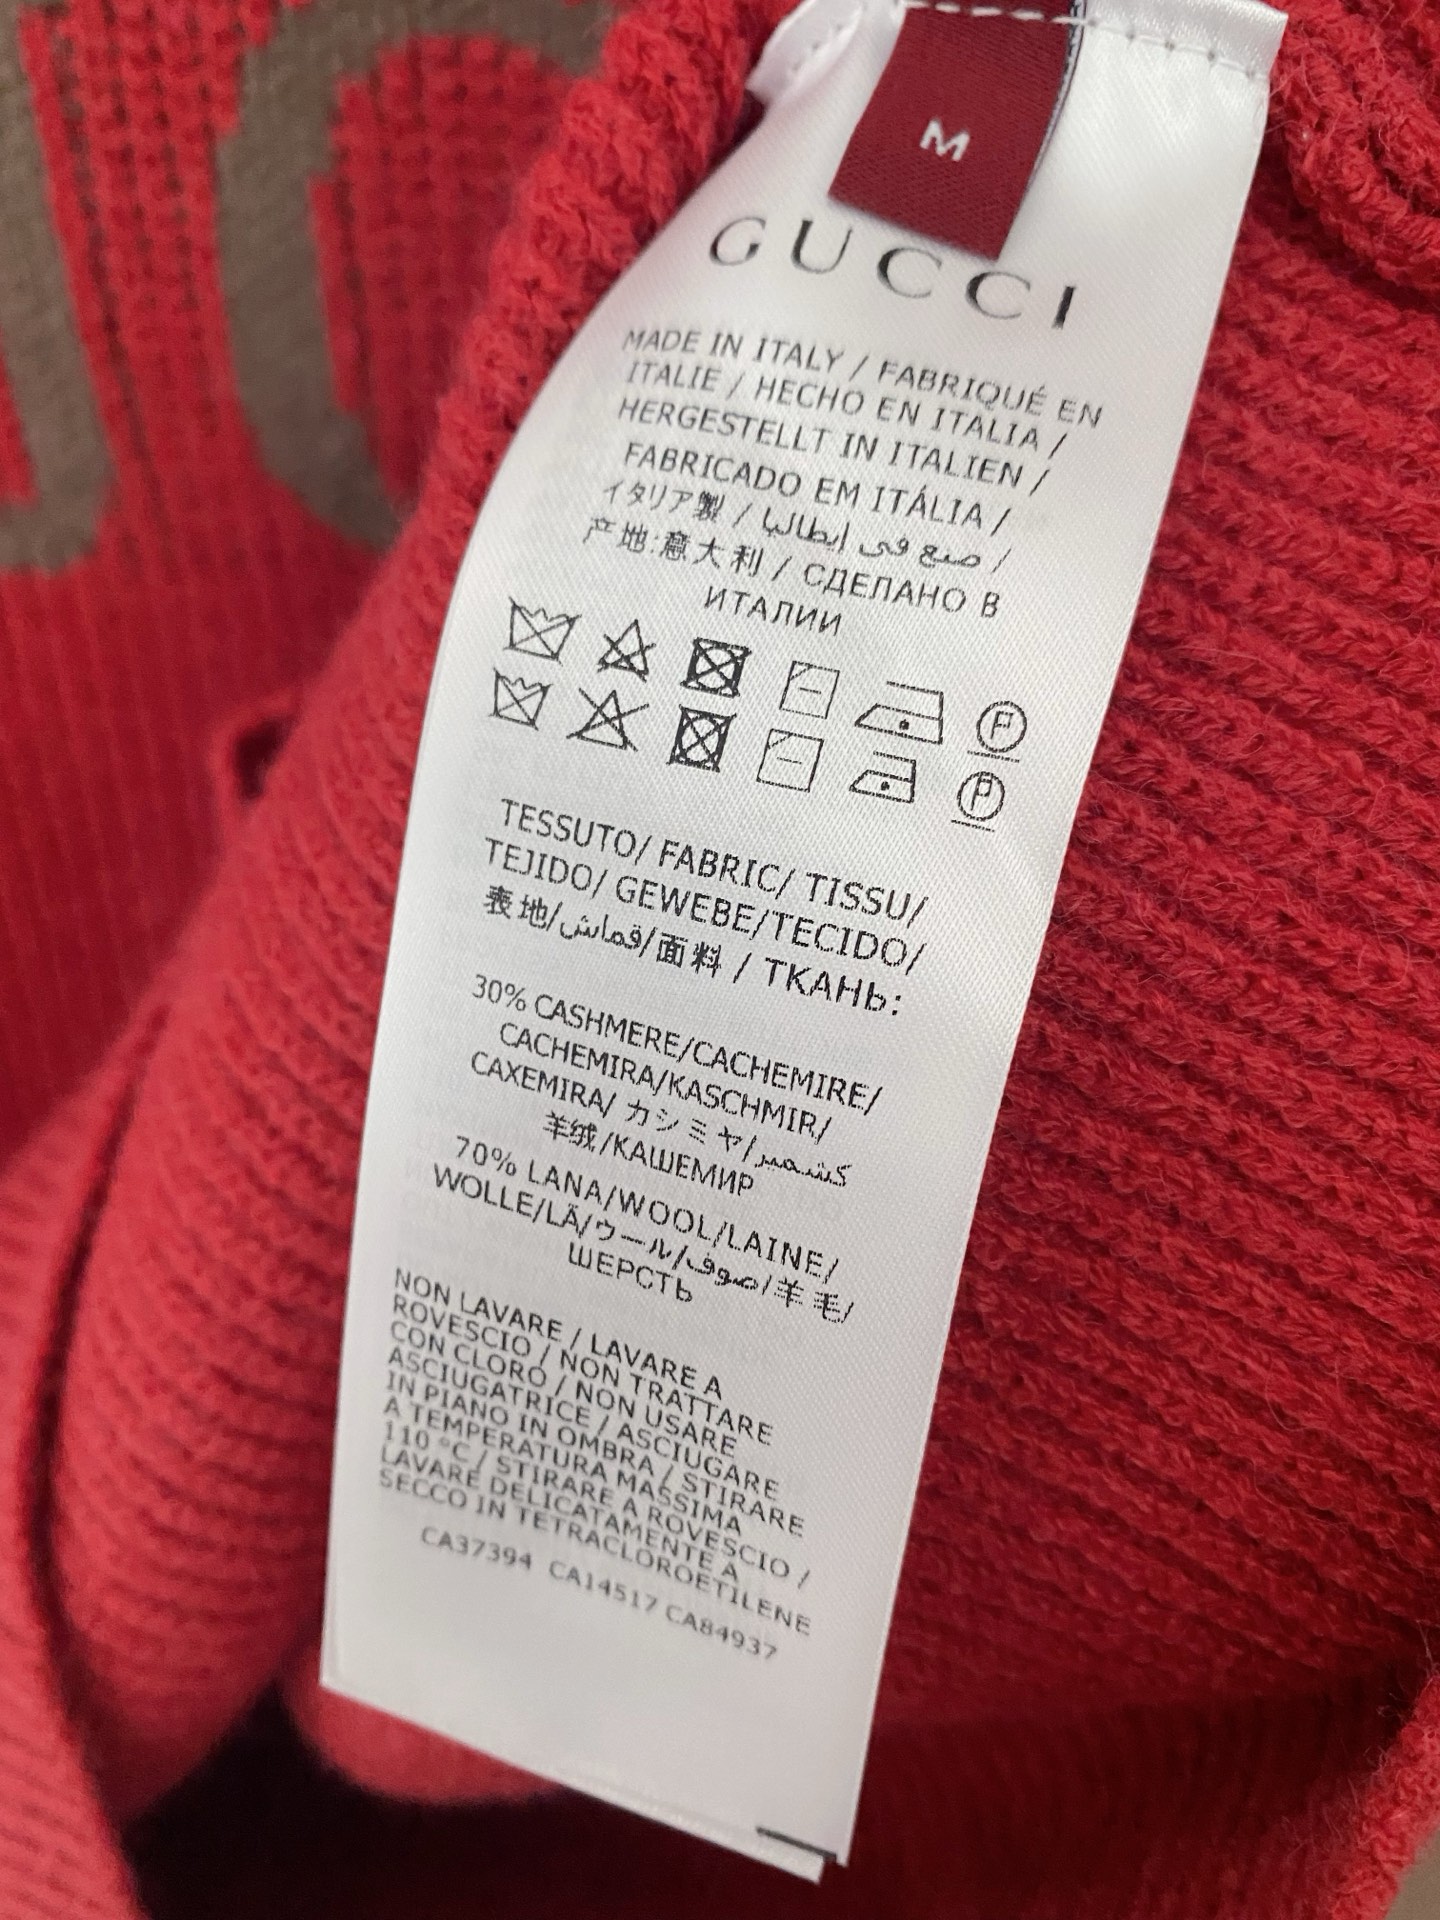 M
GUCCI
MADE IN ITALY / FABRIQUÉ EN
ITALIE / HECHO EN ITALIA /
HERGESTELLT IN ITALIEN /
FABRICADO EM ITÁLIA /
イタリア製 / صنع في إيطاليا /
产地:意大利 / СДЕЛАНО В
ИТАЛИИ
P
P
TESSUTO/ FABRIC/ TISSU/
TEJIDO/ GEWEBE/TECIDO/
表地/قماش/面料 / ТКАНЬ:
30% CASHMERE/CACHEMIRE/
CACHEMIRA/KASCHMIR/
CAXEMIRA/ カシミヤ/كشمير/
羊绒/КАШЕМИР
70% LANA/WOOL/LAINE/
WOLLE/LÃ/ウール/صوف/羊毛/
ШЕРСТЬ
NON LAVARE / LAVARE A
ROVESCIO / NON TRATTARE
CON CLORO / NON USARE
ASCIUGATRICE / ASCIUGARE
IN PIANO IN OMBRA / STIRARE
A TEMPERATURA MASSIMA
110 °C / STIRARE A ROVESCIO /
LAVARE DELICATAMENTE A
SECCO IN TETRACLOROETILENE
CA37394 CA14517 CA84937